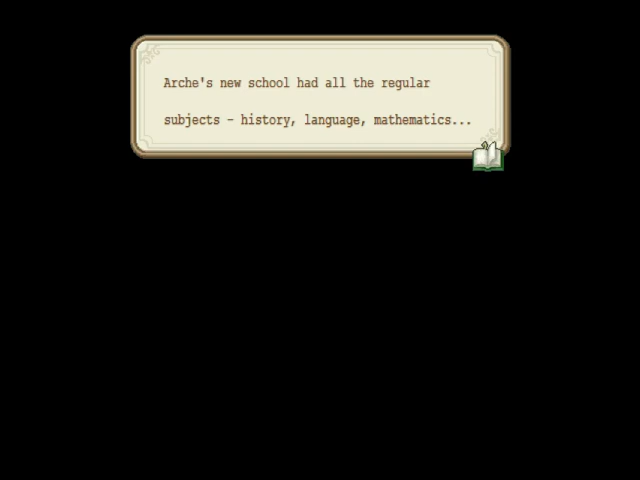 Arche's new school had all the regular
subjects - history, language, mathematics...